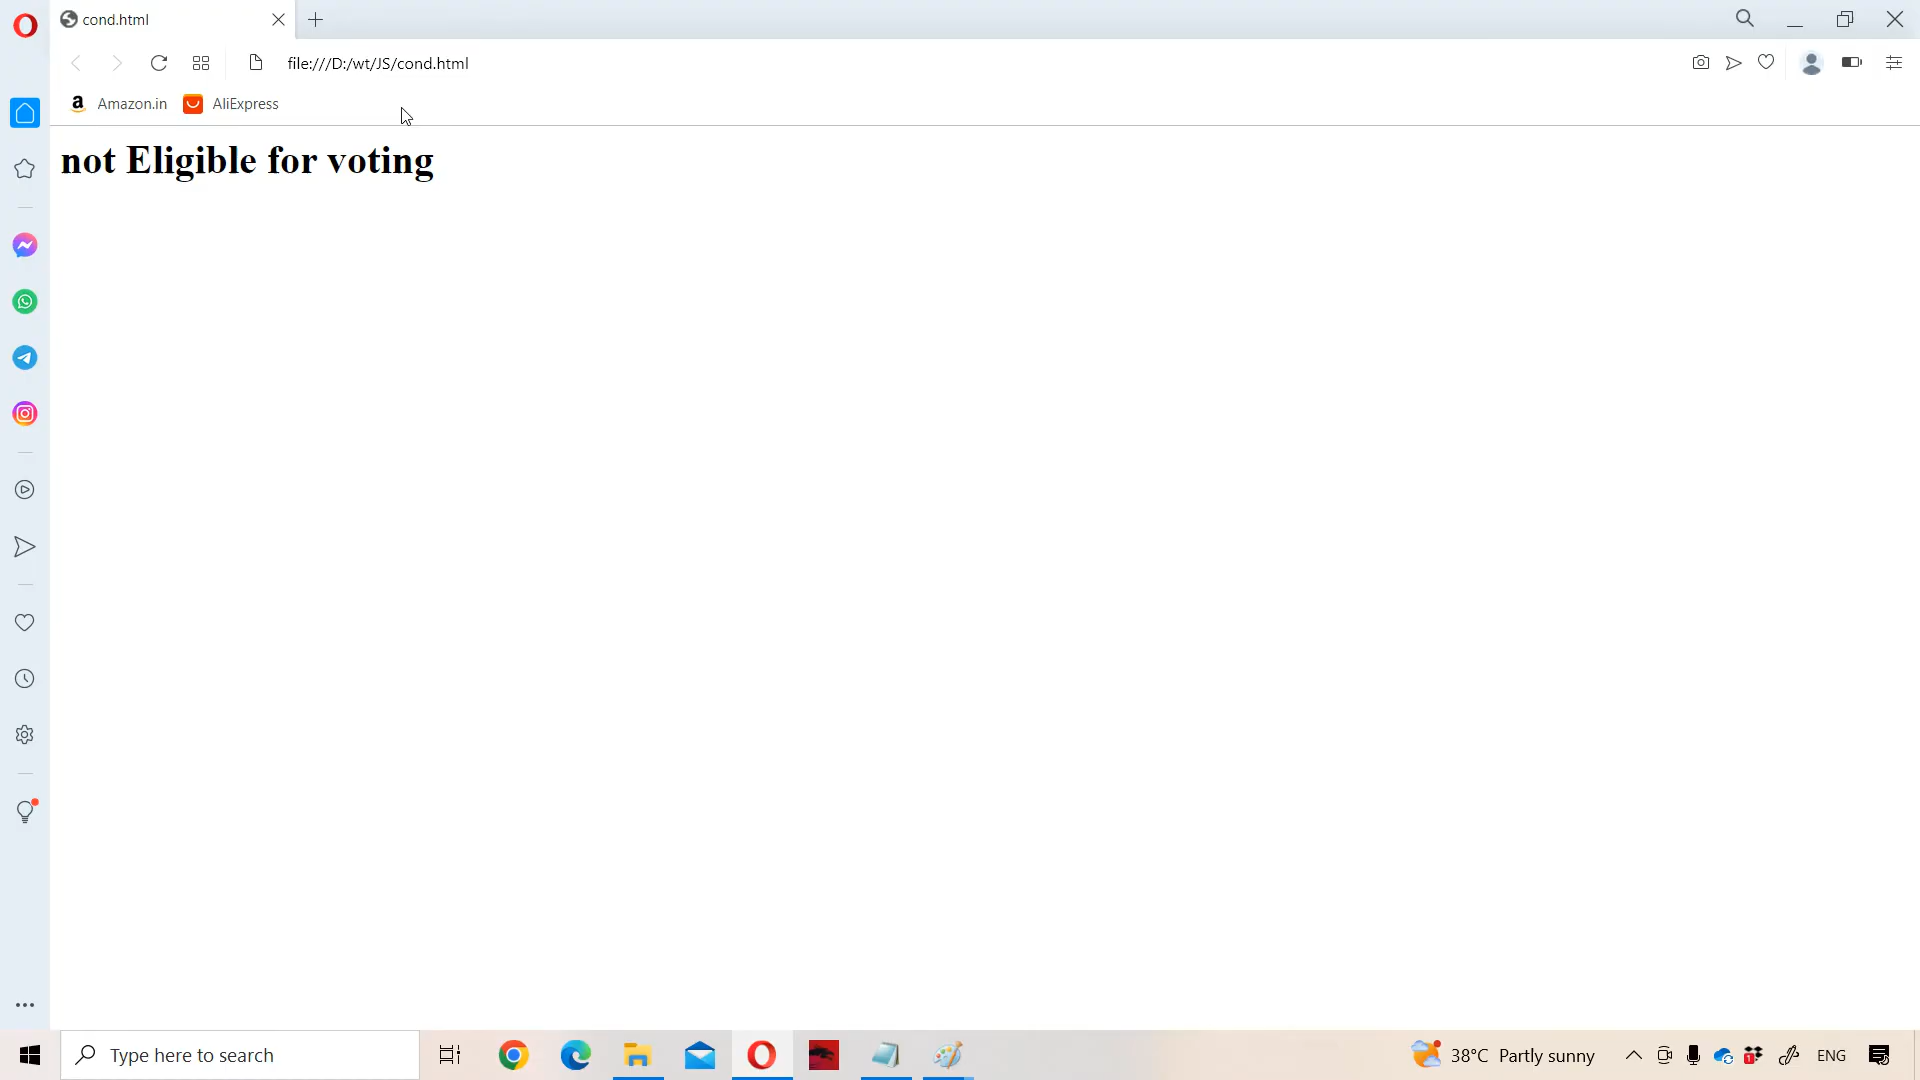 cond.html
file:///D:/wt/JS/cond.html
a Amazon.in AliExpress
not Eligible for voting
Type here to search
38°C Partly sunny
1
ENG